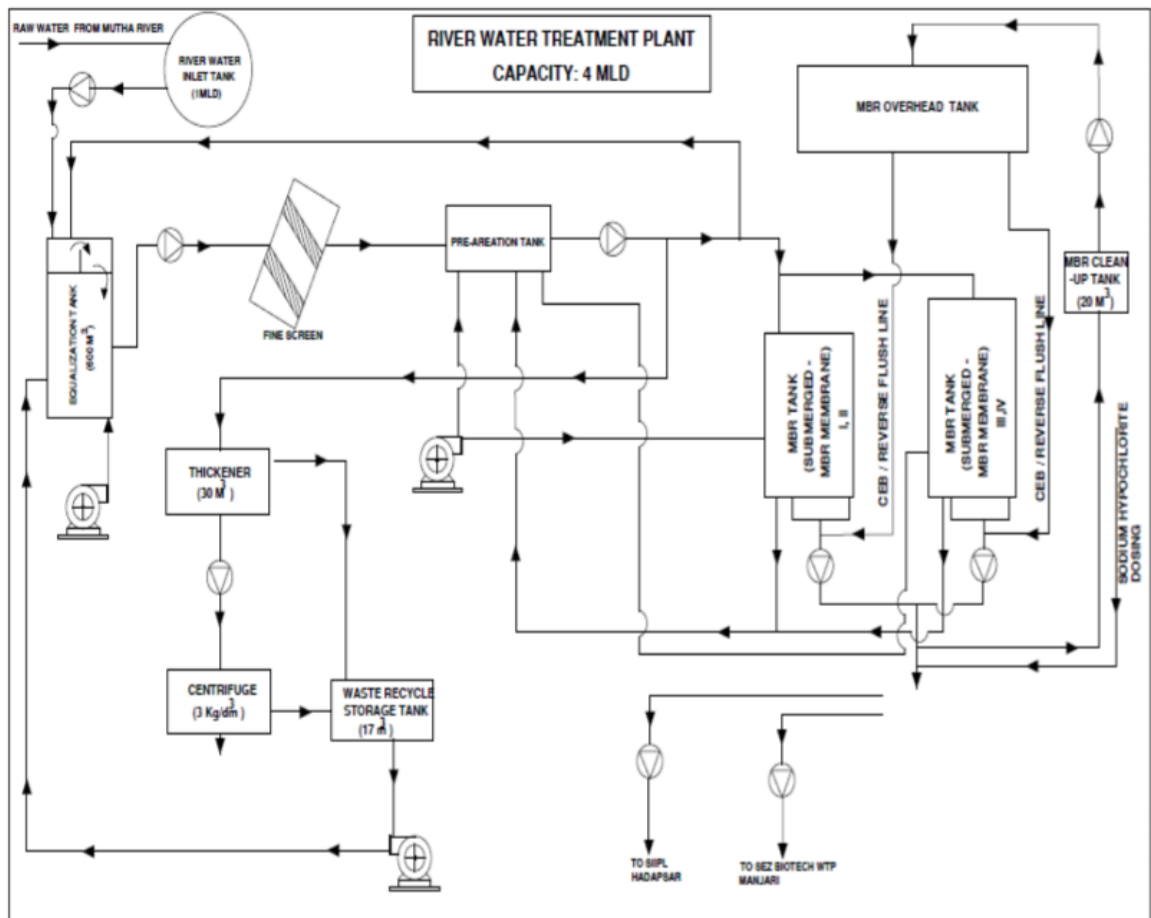 RAW WATER FROM MUTHA RIVER
RIVER WATER
INLET TANK
(1MLD)
RIVER WATER TREATMENT PLANT
CAPACITY: 4 MLD
MBR OVERHEAD TANK
PRE-AREATION TANK
MBR CLEAN
-UP TANK
(20 M3)
EQUALIZATION TANK
(600 M3)
FINE SCREEN
MBR TANK
(SUBMERGED -
MBR MEMBRANE)
I, II
CEB / REVERSE FLUSH LINE
MBR TANK
(SUBMERGED -
MBR MEMBRANE)
III,IV
CEB / REVERSE FLUSH LINE
SODIUM HYPOCHLORITE
DOSING
THICKENER
(30 M3)
CENTRIFUGE
(3 Kg/dm3)
WASTE RECYCLE
STORAGE TANK
(17 m3)
TO SIIPL
HADAPSAR
TO SEZ BIOTECH WTP
MANJARI